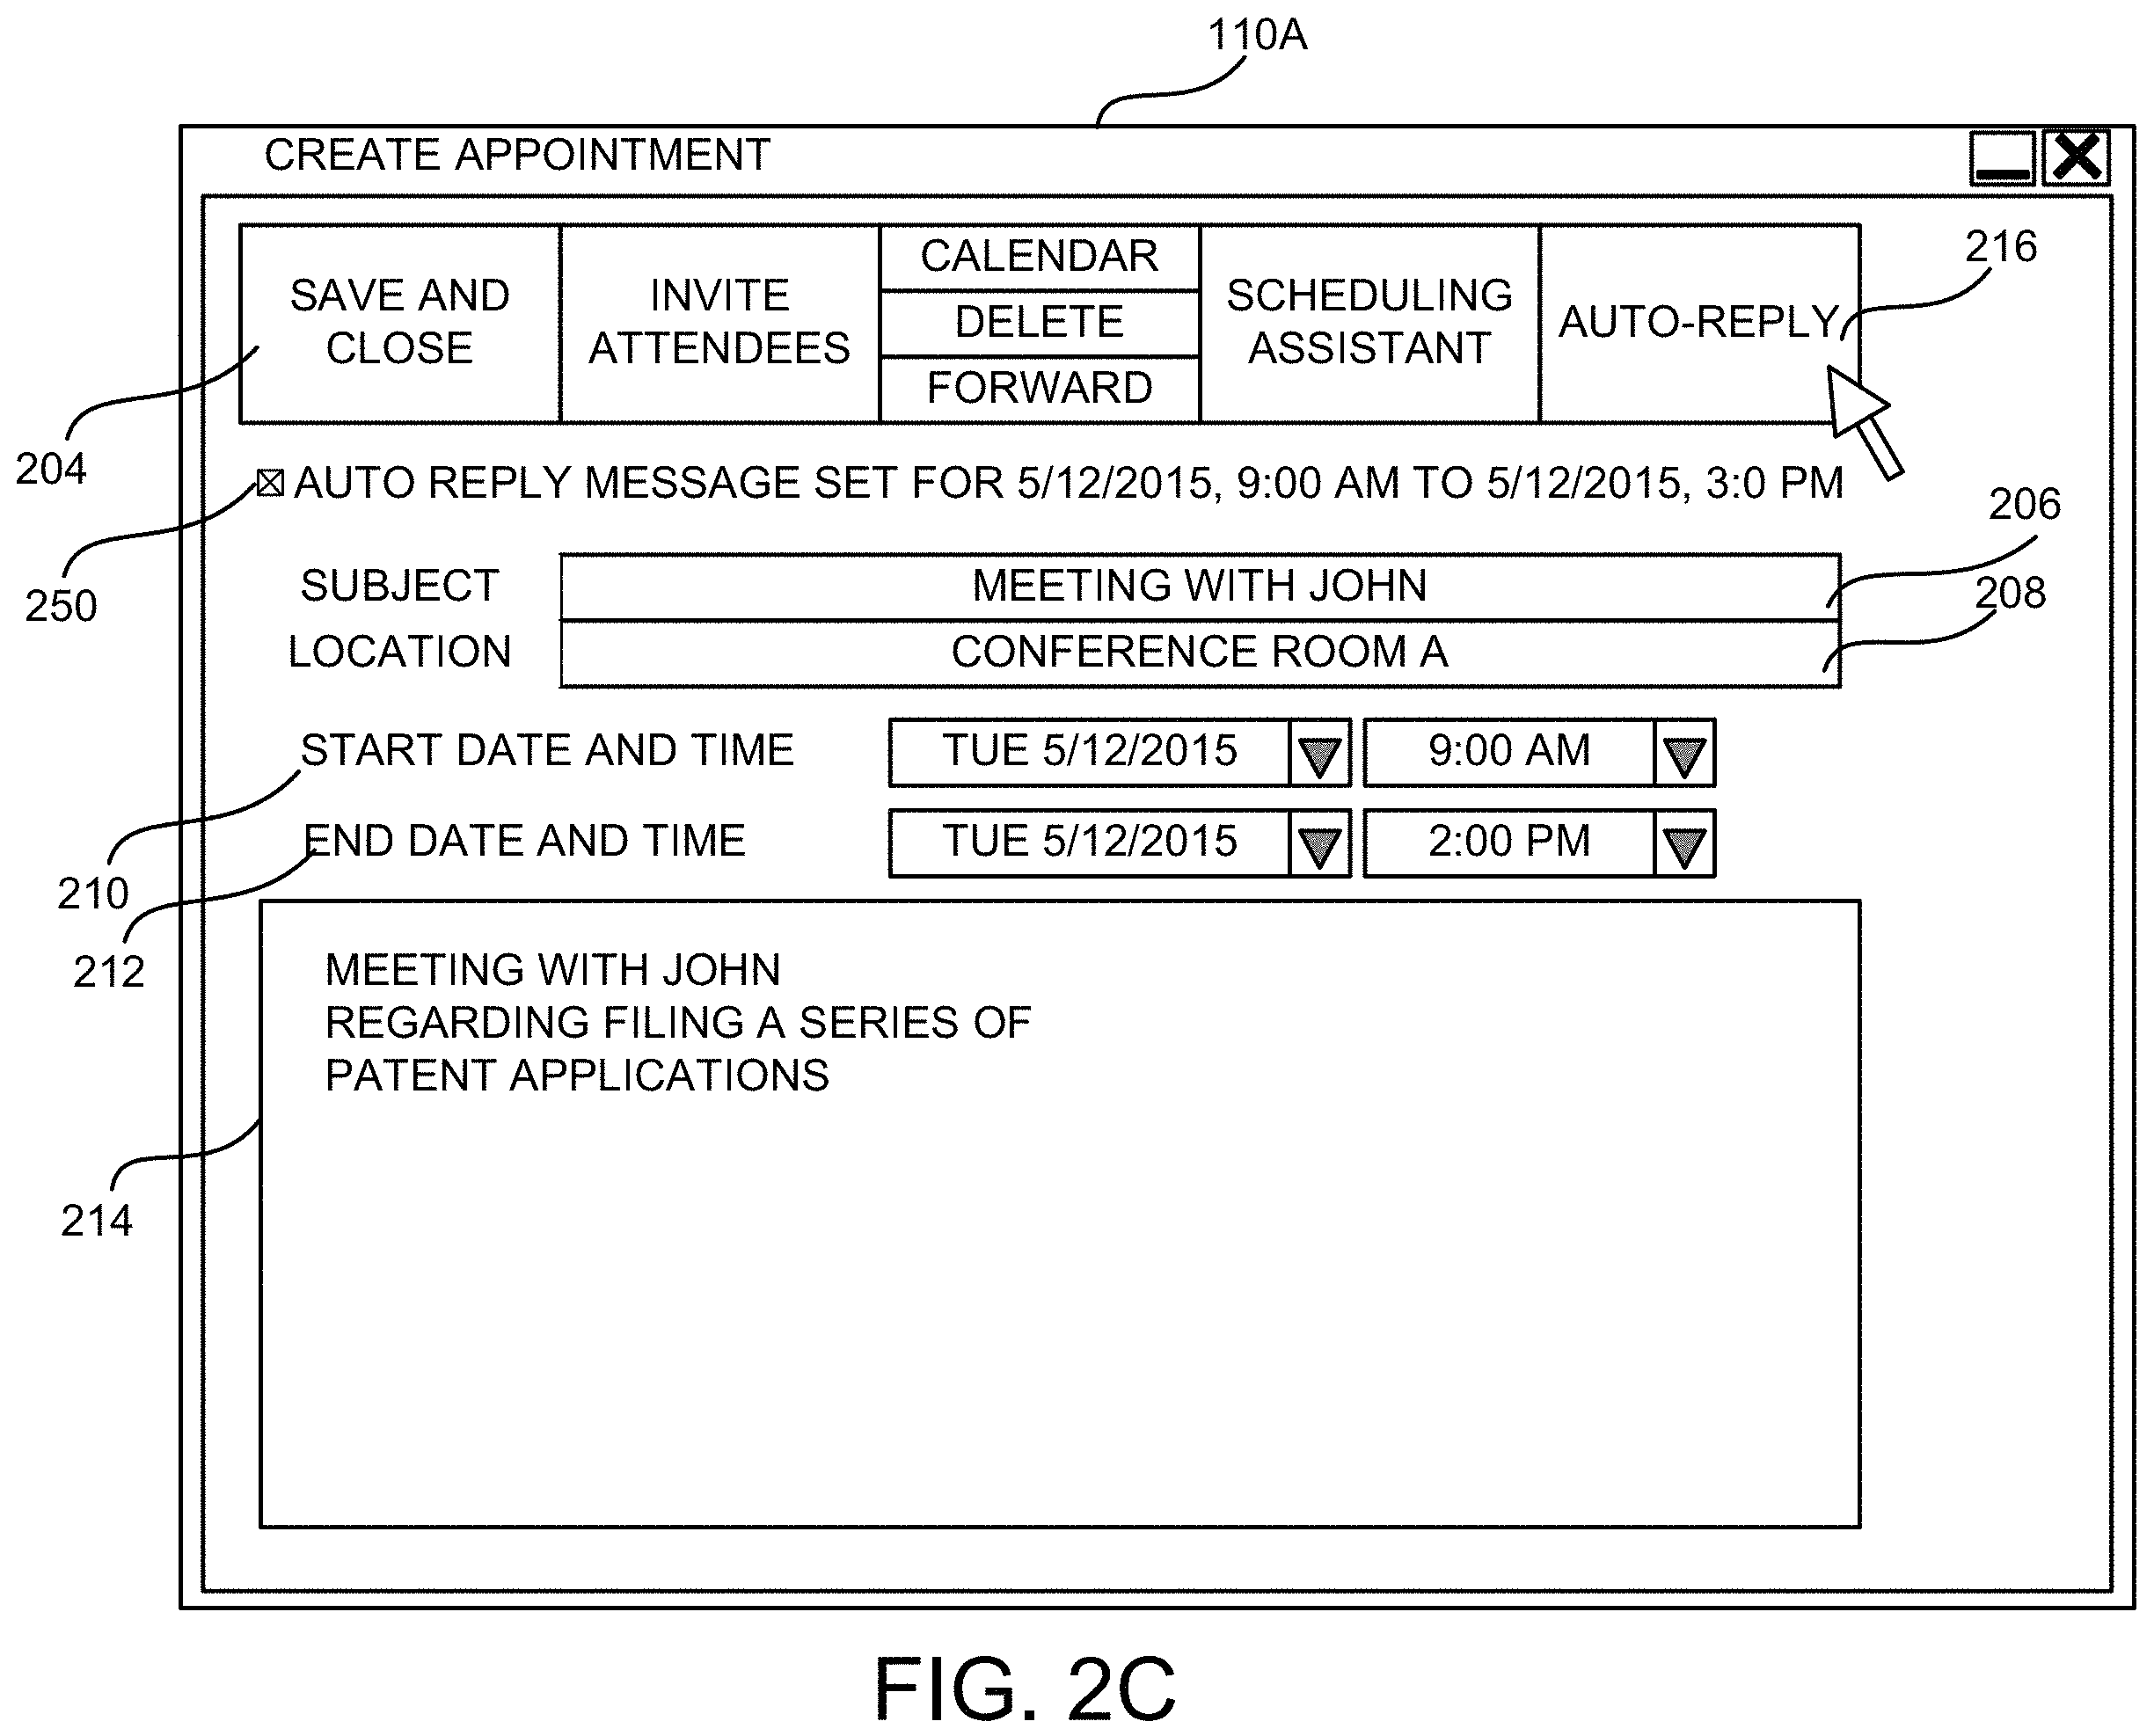 110A
CREATE APPOINTMENT
SAVE AND
CLOSE
INVITE
ATTENDEES
CALENDAR
DELETE
FORWARD
SCHEDULING
ASSISTANT
AUTO-REPLY
216
204
AUTO REPLY MESSAGE SET FOR 5/12/2015, 9:00 AM TO 5/12/2015, 3:0 PM
250
206
SUBJECT MEETING WITH JOHN
208
LOCATION CONFERENCE ROOM A
START DATE AND TIME TUE 5/12/2015 9:00 AM
210
END DATE AND TIME TUE 5/12/2015 2:00 PM
212
MEETING WITH JOHN
REGARDING FILING A SERIES OF
PATENT APPLICATIONS
214
FIG. 2C